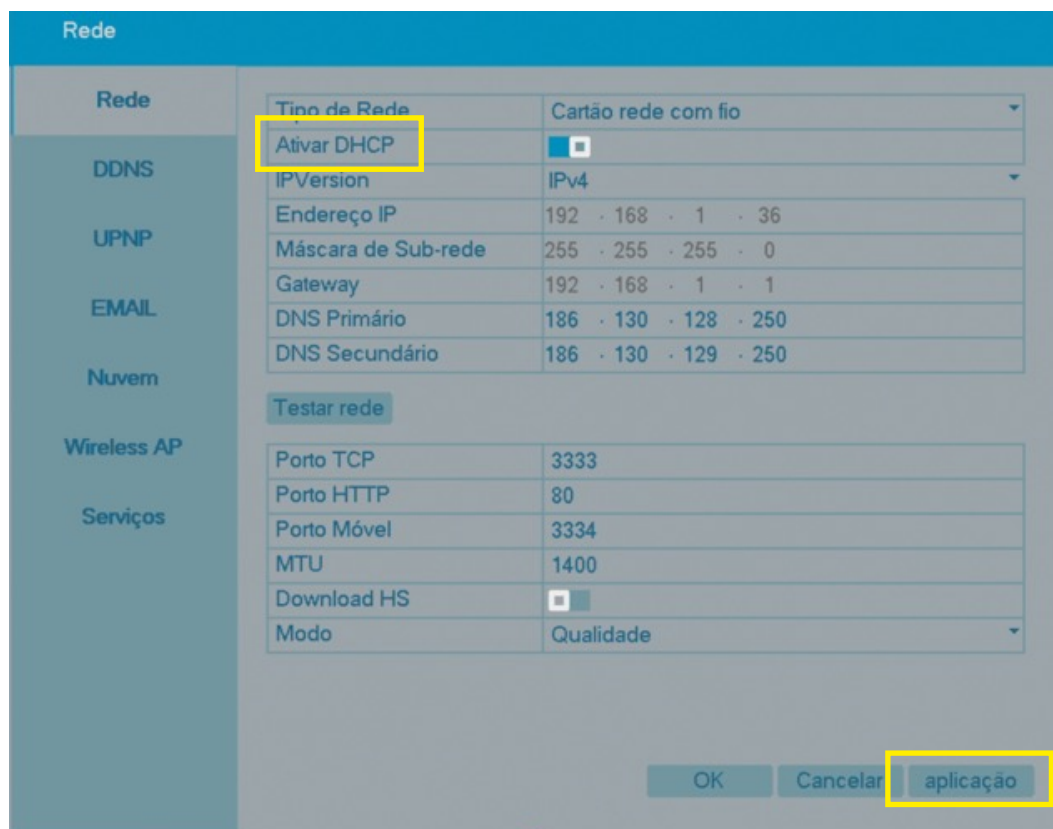 Rede
Rede
DDNS
UPNP
EMAIL
Nuvem
Wireless AP
Serviços
Tipo de Rede Cartão rede com fio
Ativar DHCP
IPVersion IPv4
Endereço IP 192 . 168 . 1 . 36
Máscara de Sub-rede 255 . 255 . 255 . 0
Gateway 192 . 168 . 1 . 1
DNS Primário 186 . 130 . 128 . 250
DNS Secundário 186 . 130 . 129 . 250
Testar rede
Porto TCP 3333
Porto HTTP 80
Porto Móvel 3334
MTU 1400
Download HS
Modo Qualidade
OK Cancelar aplicação